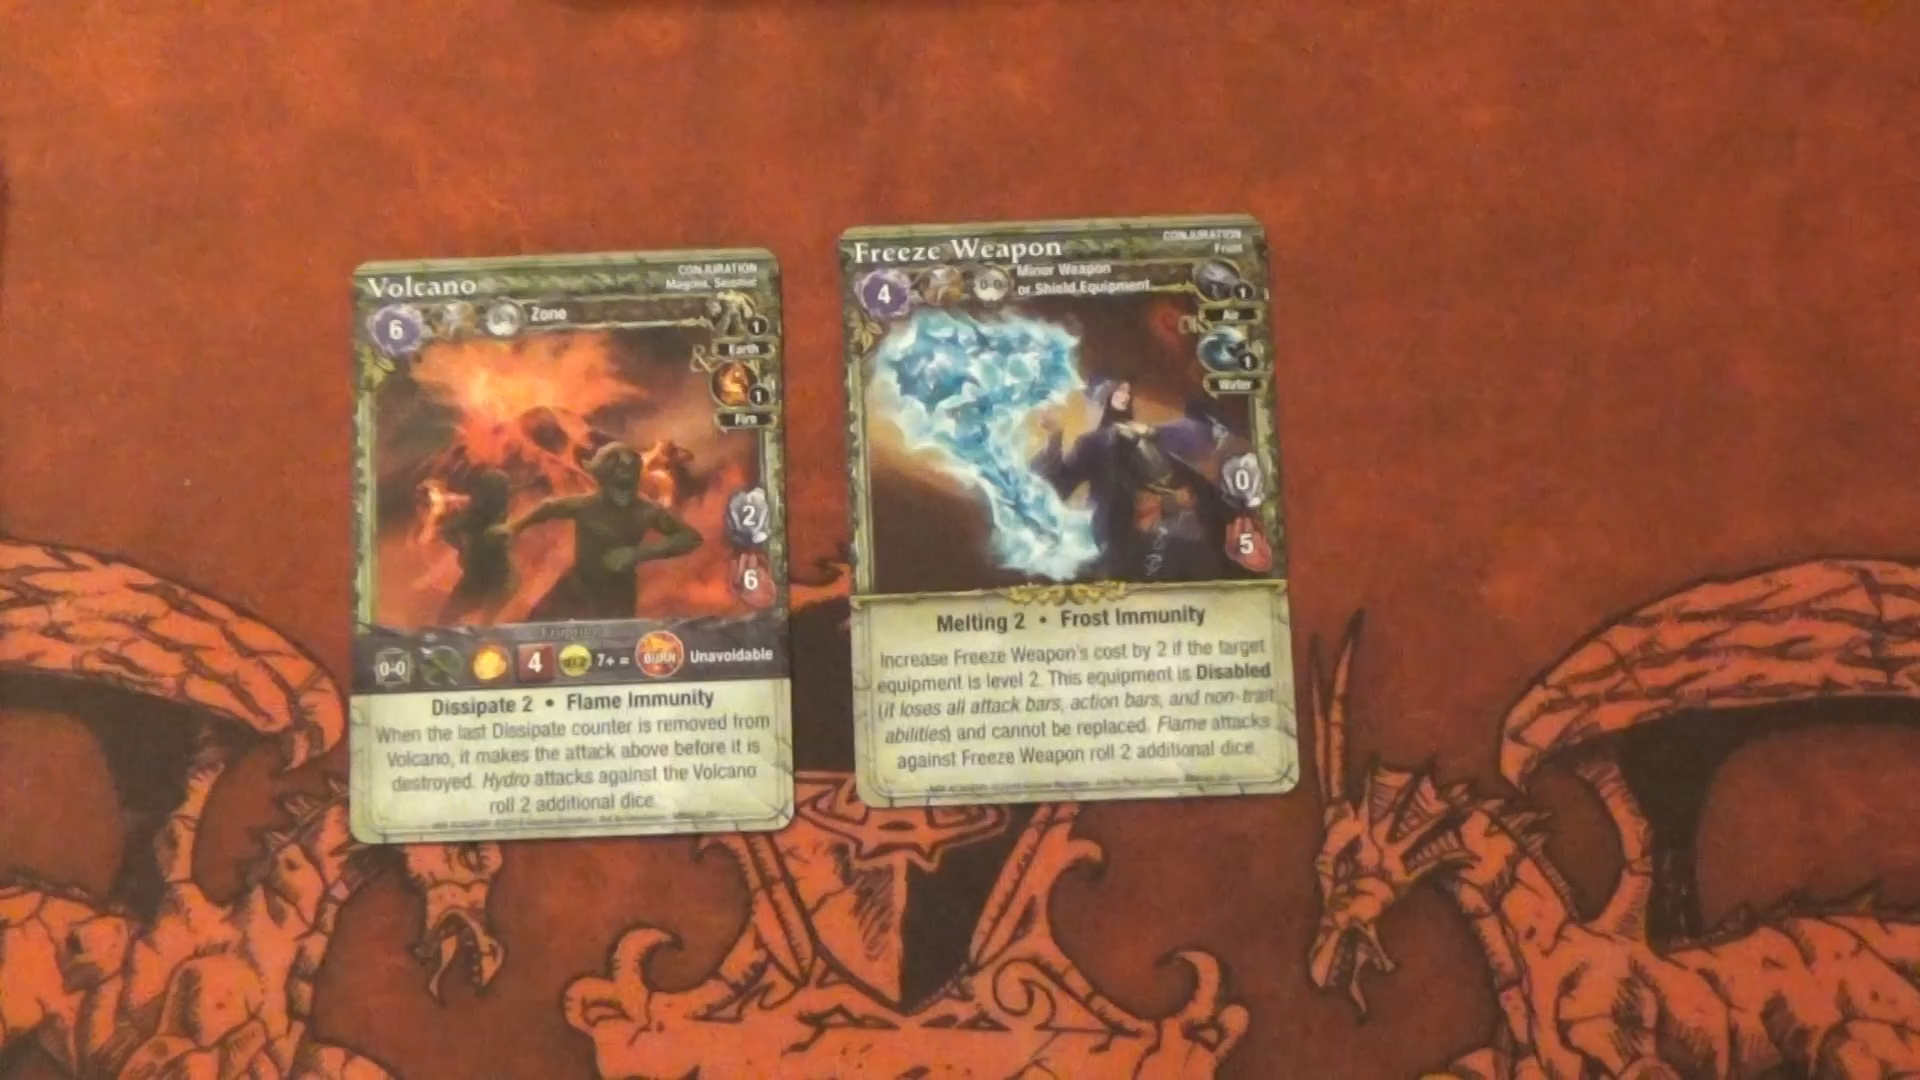 Volcano
CONJURATION
Magma, Seismic
6
Zone
1
Earth
&
1
Fire
2
6
0-0
4
d12
7+ =
BURN
Unavoidable
Dissipate 2 • Flame Immunity
When the last Dissipate counter is removed from
Volcano, it makes the attack above before it is
destroyed. Hydro attacks against the Volcano
roll 2 additional dice
Freeze Weapon
CONJURATION
Frost
4
0-0
Minor Weapon
or Shield Equipment
1
Air
OR
1
Water
0
5
Melting 2 • Frost Immunity
Increase Freeze Weapon's cost by 2 if the target
equipment is level 2. This equipment is Disabled
(it loses all attack bars, action bars, and non-trait
abilities) and cannot be replaced. Flame attacks
against Freeze Weapon roll 2 additional dice.